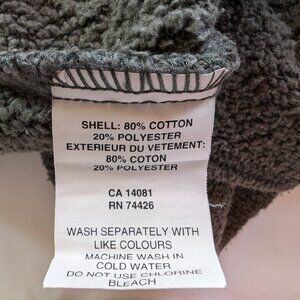 SHELL: 80% COTTON
20% POLYESTER
EXTERIEUR DU VETEMENT:
80% COTON
20% POLYESTER
CA 14081
RN 74426
WASH SEPARATELY WITH
LIKE COLOURS
MACHINE WASH IN
COLD WATER
DO NOT USE CHLORINE
BLEACH